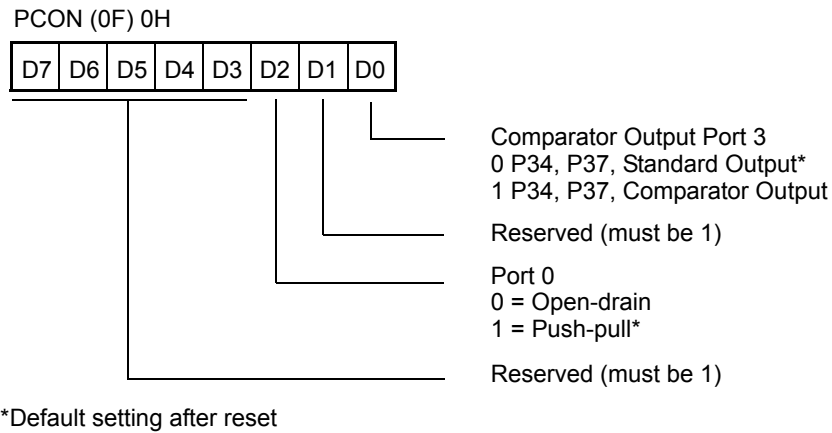 PCON (0F) 0H
D7 D6 D5 D4 D3 D2 D1 D0
Comparator Output Port 3
0 P34, P37, Standard Output*
1 P34, P37, Comparator Output
Reserved (must be 1)
Port 0
0 = Open-drain
1 = Push-pull*
Reserved (must be 1)
*Default setting after reset